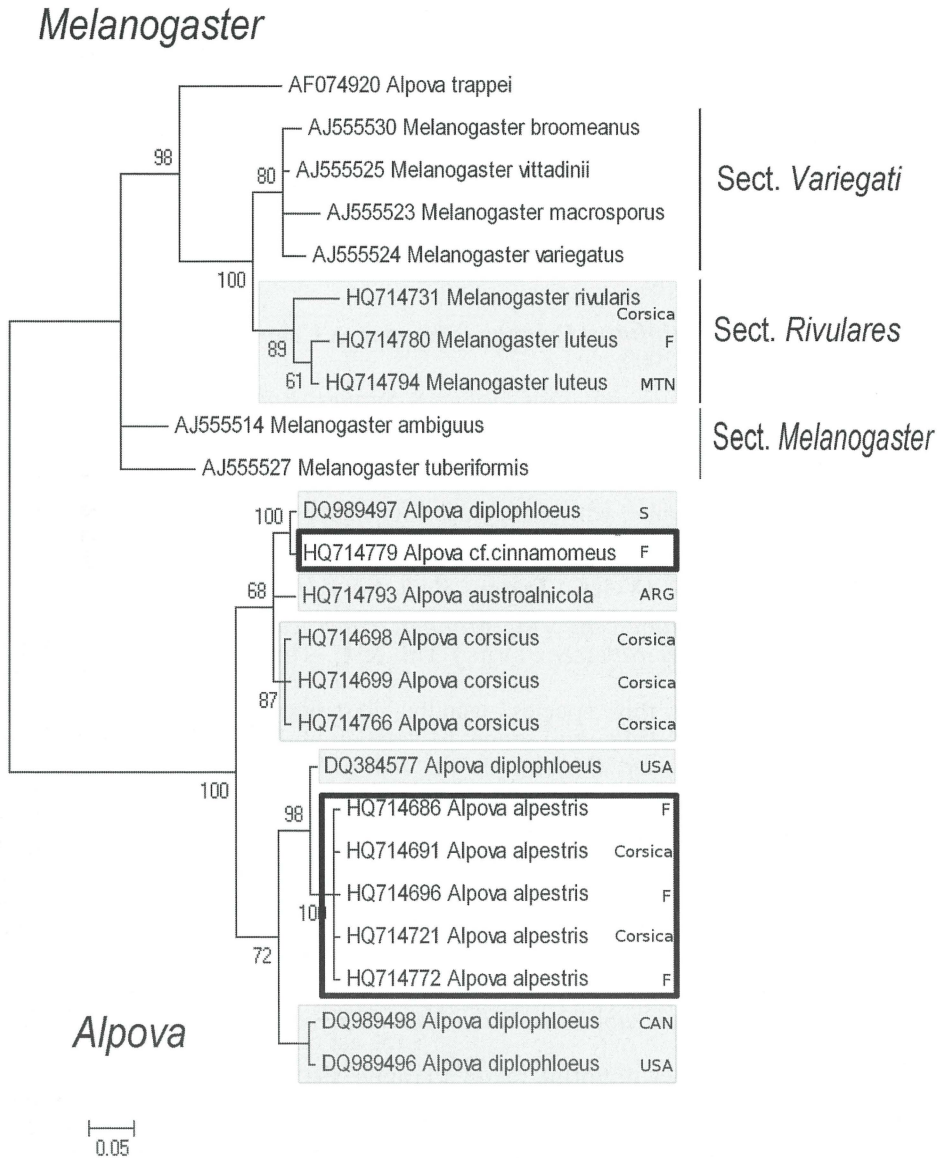 Melanogaster
AF074920 Alpova trappei
98
AJ555530 Melanogaster broomeanus
80
AJ555525 Melanogaster vittadinii
Sect. Variegati
AJ555523 Melanogaster macrosporus
AJ555524 Melanogaster variegatus
100
HQ714731 Melanogaster rivularis
Corsica
Sect. Rivulares
HQ714780 Melanogaster luteus F
89
HQ714794 Melanogaster luteus MTN
61
AJ555514 Melanogaster ambiguus
Sect. Melanogaster
AJ555527 Melanogaster tuberiformis
DQ989497 Alpova diplophloeus S
100
HQ714779 Alpova cf.cinnamomeus F
68
HQ714793 Alpova austroalnicola ARG
HQ714698 Alpova corsicus Corsica
HQ714699 Alpova corsicus Corsica
87
HQ714766 Alpova corsicus Corsica
DQ384577 Alpova diplophloeus USA
100
98
HQ714686 Alpova alpestris F
HQ714691 Alpova alpestris Corsica
HQ714696 Alpova alpestris F
100
HQ714721 Alpova alpestris Corsica
72
HQ714772 Alpova alpestris F
DQ989498 Alpova diplophloeus CAN
Alpova
DQ989496 Alpova diplophloeus USA
0.05